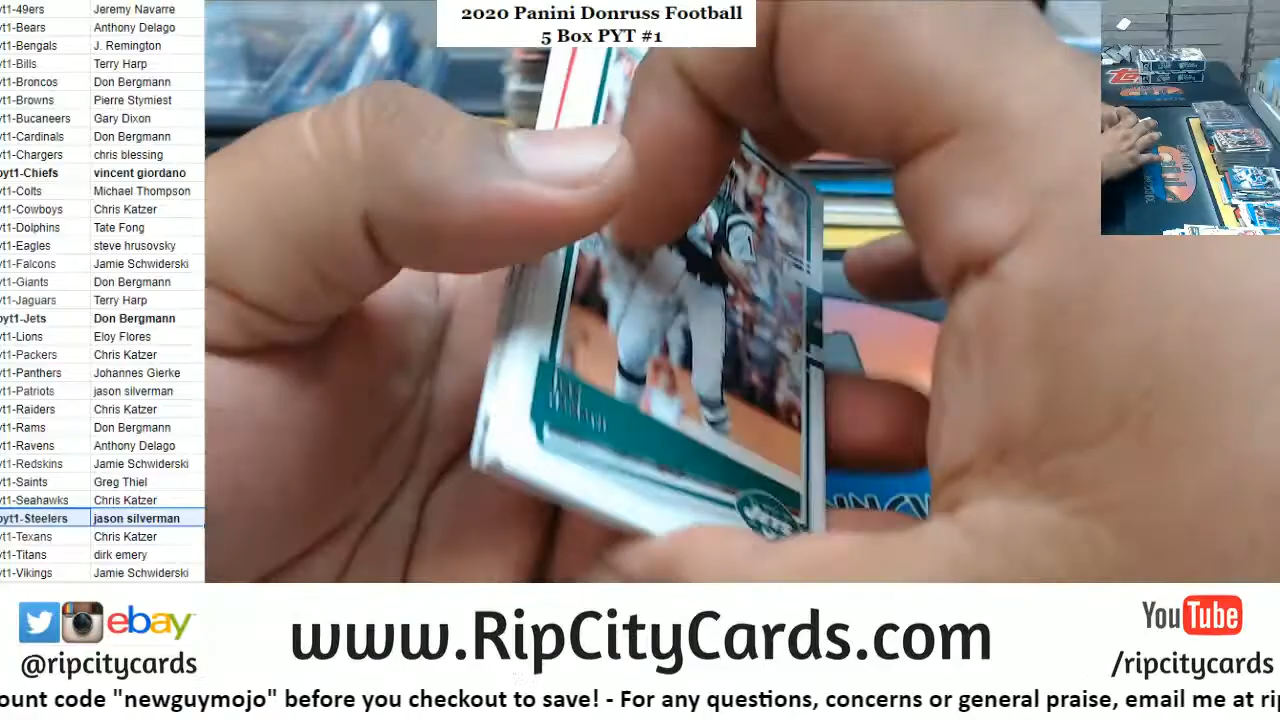 2020 Panini Donruss Football
5 Box PYT #1
yt1-49ers Jeremy Navarre
yt1-Bears Anthony Delago
yt1-Bengals J. Remington
yt1-Bills Terry Harp
yt1-Broncos Don Bergmann
yt1-Browns Pierre Stymiest
yt1-Bucaneers Gary Dixon
yt1-Cardinals Don Bergmann
yt1-Chargers chris blessing
oyt1-Chiefs vincent giordano
yt1-Colts Michael Thompson
yt1-Cowboys Chris Katzer
yt1-Dolphins Tate Fong
yt1-Eagles steve hrusovsky
yt1-Falcons Jamie Schwiderski
yt1-Giants Don Bergmann
yt1-Jaguars Terry Harp
oyt1-Jets Don Bergmann
yt1-Lions Eloy Flores
yt1-Packers Chris Katzer
yt1-Panthers Johannes Gierke
yt1-Patriots jason silverman
yt1-Raiders Chris Katzer
yt1-Rams Don Bergmann
yt1-Ravens Anthony Delago
yt1-Redskins Jamie Schwiderski
yt1-Saints Greg Thiel
yt1-Seahawks Chris Katzer
oyt1-Steelers jason silverman
yt1-Texans Chris Katzer
yt1-Titans dirk emery
yt1-Vikings Jamie Schwiderski
ebay
@ripcitycards
www.RipCityCards.com
YouTube
/ripcitycards
ount code "newguymojo" before you checkout to save! - For any questions, concerns or general praise, email me at rip